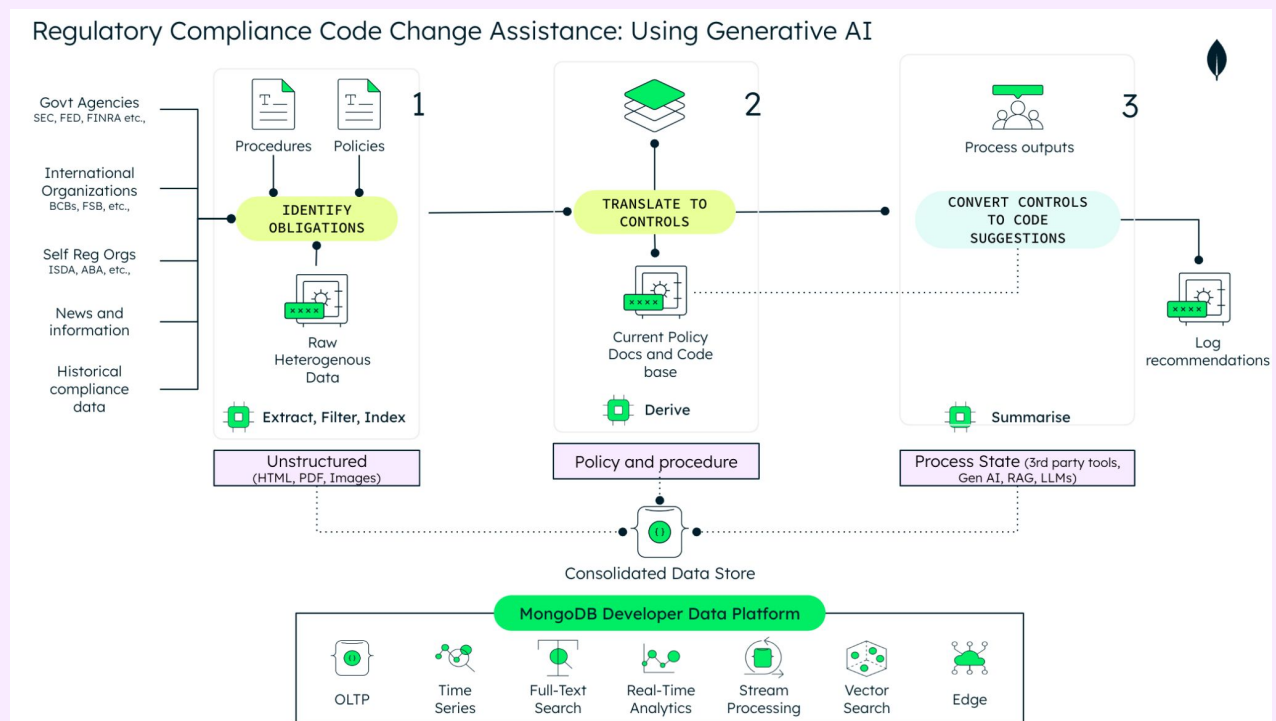 Regulatory Compliance Code Change Assistance: Using Generative AI
Govt Agencies
SEC, FED, FINRA etc.,
International
Organizations
BCBs, FSB, etc.,
Self Reg Orgs
ISDA, ABA, etc.,
News and
information
Historical
compliance
data
1
Procedures
Policies
IDENTIFY
OBLIGATIONS
XXXX
Raw
Heterogenous
Data
Extract, Filter, Index
Unstructured
(HTML, PDF, Images)
2
TRANSLATE TO
CONTROLS
XXXX
Current Policy
Docs and Code
base
Derive
Policy and procedure
3
Process outputs
CONVERT CONTROLS
TO CODE
SUGGESTIONS
Summarise
Process State (3rd party tools,
Gen AI, RAG, LLMs)
XXXX
Log
recommendations
Consolidated Data Store
MongoDB Developer Data Platform
OLTP
Time
Series
Full-Text
Search
Real-Time
Analytics
Stream
Processing
Vector
Search
Edge